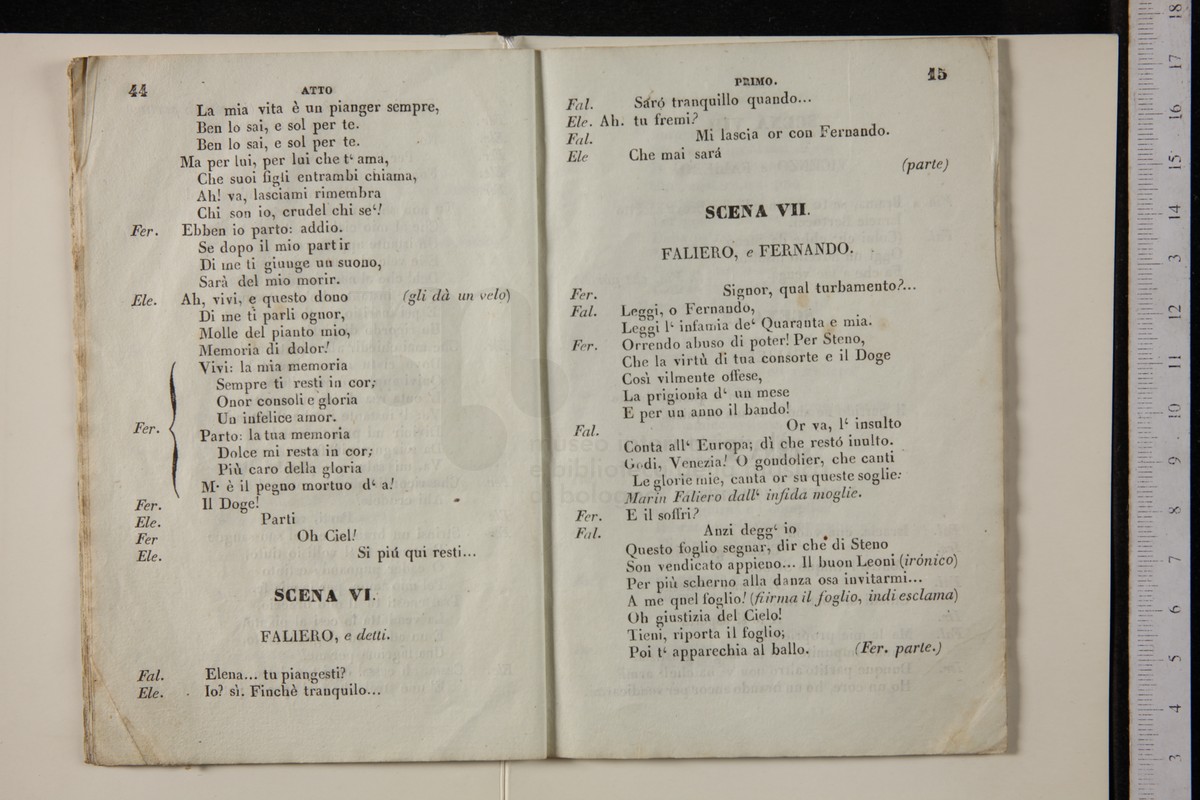 44
ATTO
La mia vita è un pianger sempre,
Ben lo sai, e sol per te.
Ben lo sai, e sol per te.
Ma per lui, per lui che t‘ ama,
Che suoi figli entrambi chiama,
Ah! va, lasciami rimembra
Chi son io, crudel chi se‘!
Fer. Ebben io parto: addio.
Se dopo il mio partir
Di me ti giunge un suono,
Sarà del mio morir.
Ele. Ah, vivi, e questo dono (gli dà un velo)
Di me ti parli ognor,
Molle del pianto mio,
Memoria di dolor!
Vivi: la mia memoria
Sempre ti resti in cor;
Onor consoli e gloria
Un infelice amor.
Fer. Parto: la tua memoria
Dolce mi resta in cor;
Più caro della gloria
M· è il pegno mortuo d‘ a!
Fer. Il Doge!
Ele. Parti
Fer Oh Ciel!
Ele. Si piú qui resti...
SCENA VI.
FALIERO, e detti.
Fal. Elena... tu piangesti?
Ele. Io? sì. Finchè tranquilo...
PRIMO.
15
Fal. Saró tranquillo quando...
Ele. Ah. tu fremi?
Fal. Mi lascia or con Fernando.
Ele Che mai sará
(parte)
SCENA VII.
FALIERO, e FERNANDO.
Fer. Signor, qual turbamento?...
Fal. Leggi, o Fernando,
Leggi l‘ infamia de‘ Quaranta e mia.
Fer. Orrendo abuso di poter! Per Steno,
Che la virtù di tua consorte e il Doge
Così vilmente offese,
La prigionia d‘ un mese
E per un anno il bando!
Fal. Or va, l‘ insulto
Conta all‘ Europa; dì che restó inulto.
Godi, Venezia! O gondolier, che canti
Le glorie mie, canta or su queste soglie:
Marin Faliero dall‘ infida moglie.
Fer. E il soffri?
Fal. Anzi degg‘ io
Questo foglio segnar, dir che di Steno
Son vendicato appieno... Il buon Leoni (irónico)
Per più scherno alla danza osa invitarmi...
A me quel foglio! (fiirma il foglio, indi esclama)
Oh giustizia del Cielo!
Tieni, riporta il foglio;
Poi t‘ apparechia al ballo. (Fer. parte.)